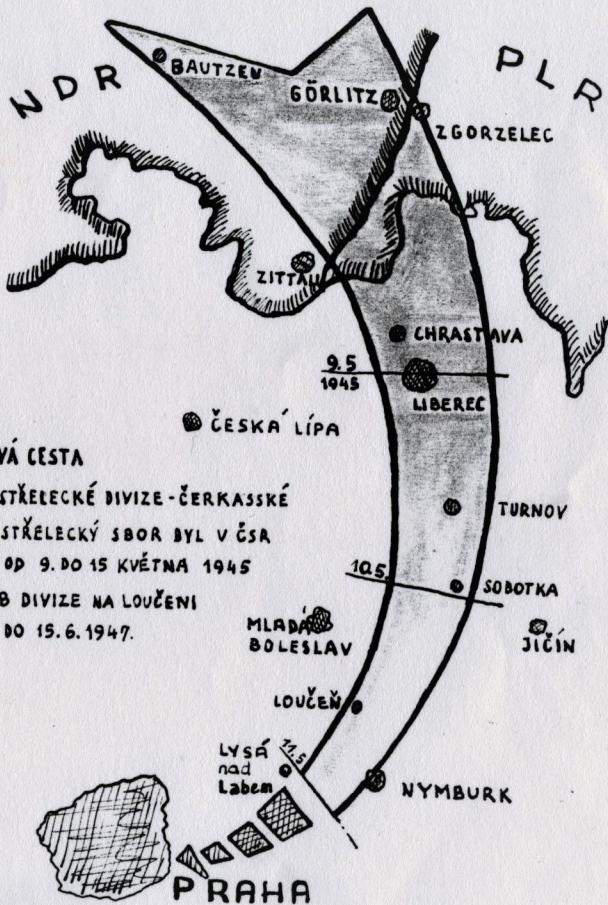 NDR
PLR
BAUTZEN
GÖRLITZ
ZGORZELEC
ZITTAU
CHRASTAVA
9.5
1945
LIBEREC
ČESKÁ LÍPA
VÁ CESTA
STŘELECKÉ DIVIZE-ČERKASSKÉ
STŘELECKÝ SBOR BYL V ČSR
OD 9. DO 15 KVĚTNA 1945
B DIVIZE NA LOUČENI
DO 15.6.1947.
TURNOV
10.5.
SOBOTKA
MLADÁ
BOLESLAV
JIČÍN
LOUČEŇ
LYSÁ
nad
Labem
11.5
NYMBURK
PRAHA